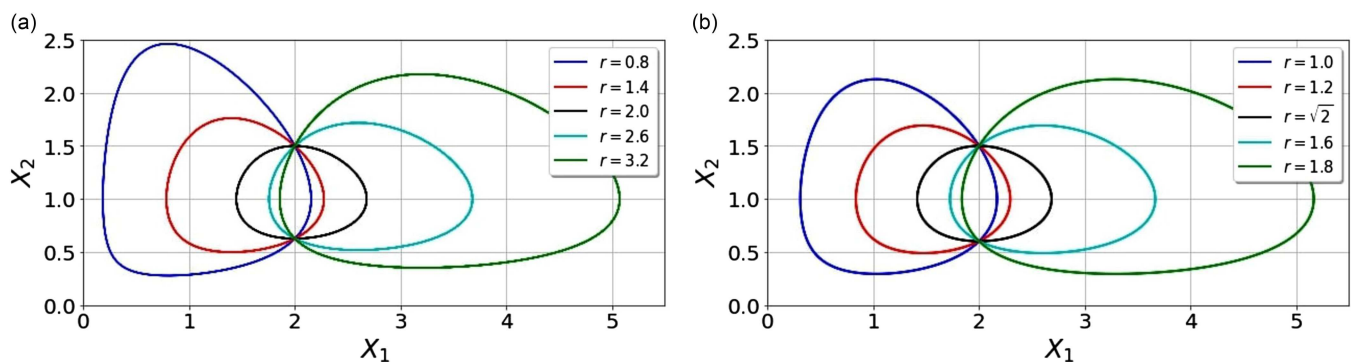 (a)
2.5
2.0
1.5
1.0
0.5
0.0
X₂
r = 0.8
r = 1.4
r = 2.0
r = 2.6
r = 3.2
0 1 2 3 4 5
X₁
(b)
2.5
2.0
1.5
1.0
0.5
0.0
X₂
r = 1.0
r = 1.2
r = √2
r = 1.6
r = 1.8
0 1 2 3 4 5
X₁